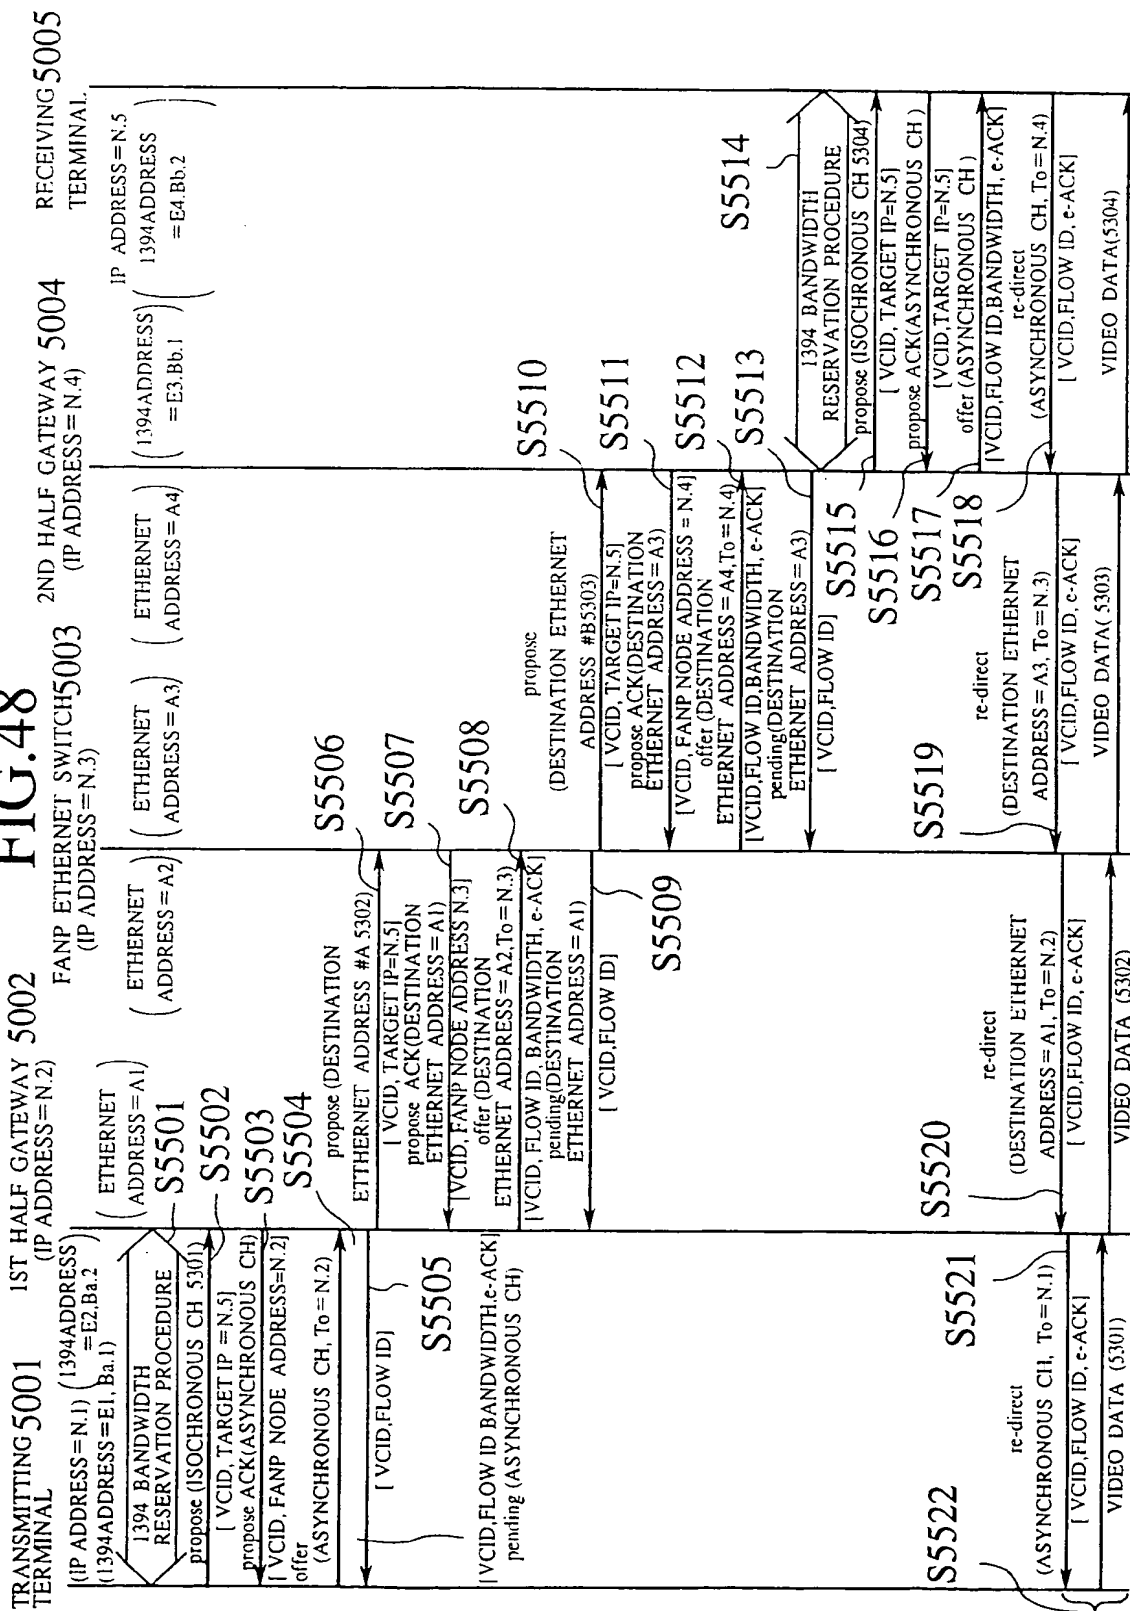 FIG.48
TRANSMITTING 5001
TERMINAL
(IP ADDRESS=N.1)
(1394ADDRESS=E1, Ba.1)
1ST HALF GATEWAY 5002
(IP ADDRESS=N.2)
(1394ADDRESS
=E2,Ba.2)
(ETHERNET
ADDRESS=A1)
FANP ETHERNET SWITCH 5003
(IP ADDRESS=N.3)
(ETHERNET
ADDRESS=A2)
(ETHERNET
ADDRESS=A3)
2ND HALF GATEWAY 5004
(IP ADDRESS=N.4)
(ETHERNET
ADDRESS=A4)
(1394ADDRESS
=E3.Bb.1)
RECEIVING 5005
TERMINAL
IP ADDRESS=N.5
(1394ADDRESS
=E4.Bb.2)
1394 BANDWIDTH
RESERVATION PROCEDURE
S5501
propose (ISOCHRONOUS CH 5301)
S5502
[ VCID, TARGET IP =N.5]
propose ACK(ASYNCHRONOUS CH)
S5503
[ VCID, FANP NODE ADDRESS=N.2]
offer
(ASYNCHRONOUS CH, To=N.2)
S5504
[ VCID,FLOW ID]
S5505
[VCID,FLOW ID BANDWIDTH,e-ACK]
pending (ASYNCHRONOUS CH)
propose (DESTINATION
ETTHERNET ADDRESS #A 5302)
S5506
[ VCID, TARGET IP=N.5]
propose ACK(DESTINATION
ETHERNET ADDRESS=A1)
S5507
[VCID, FANP NODE ADDRESS N.3]
offer (DESTINATION
ETHERNET ADDRESS=A2,To=N.3)
S5508
[VCID, FLOW ID, BANDWIDTH, e-ACK]
pending(DESTINATION
ETHERNET ADDRESS=A1)
S5509
[ VCID,FLOW ID]
propose
(DESTINATION ETHERNET
ADDRESS #B5303)
S5510
[ VCID, TARGET IP=N.5]
propose ACK(DESTINATION
ETHERNET ADDRESS=A3)
S5511
[VCID, FANP NODE ADDRESS =N.4]
offer (DESTINATION
ETHERNET ADDRESS=A4,To=N.4)
S5512
[VCID,FLOW ID,BANDWIDTH, e-ACK]
pending(DESTINATION
ETHERNET ADDRESS=A3)
S5513
[ VCID,FLOW ID]
1394 BANDWIDTH
RESERVATION PROCEDURE
S5514
propose (ISOCHRONOUS CH 5304)
S5515
[ VCID, TARGET IP=N.5]
propose ACK(ASYNCHRONOUS CH )
S5516
[VCID,TARGET IP=N.5]
offer (ASYNCHRONOUS CH )
S5517
[VCID,FLOW ID,BANDWIDTH, e-ACK]
re-direct
(ASYNCHRONOUS CH, To=N.4)
S5518
[ VCID,FLOW ID, e-ACK]
VIDEO DATA(5304)
re-direct
(DESTINATION ETHERNET
ADDRESS=A3, To=N.3)
S5519
[ VCID,FLOW ID, e-ACK]
VIDEO DATA( 5303)
re-direct
(DESTINATION ETHERNET
ADDRESS=A1, To=N.2)
S5520
[ VCID,FLOW ID, e-ACK]
VIDEO DATA (5302)
re-direct
(ASYNCHRONOUS CH, To=N.1)
S5521
[ VCID,FLOW ID, e-ACK]
VIDEO DATA (5301)
S5522